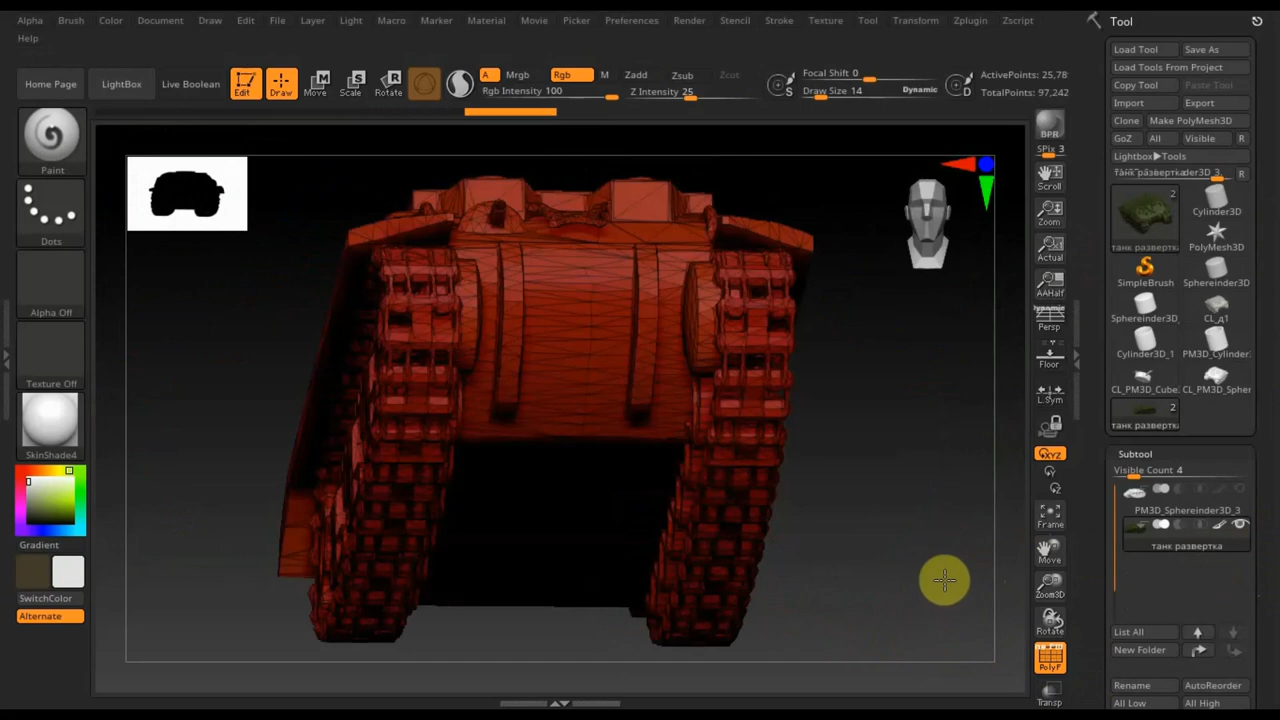 Alpha Brush Color Document Draw Edit File Layer Light Macro Marker Material Movie Picker Preferences Render Stencil Stroke Texture Tool Transform Zplugin Zscript
Help
Tool
Load Tool Save As
Load Tools From Project
Copy Tool Paste Tool
Import Export
Clone Make PolyMesh3D
GoZ All Visible R
Lightbox▶Tools
R
Home Page LightBox Live Boolean Edit Draw Move Scale Rotate
A Mrgb Rgb M Zadd Zsub Zcut
Rgb Intensity 100 Z Intensity 25
Focal Shift 0
Draw Size 14 Dynamic
ActivePoints: 25,78
TotalPoints: 97,242
Paint
Dots
Alpha Off
Texture Off
SkinShade4
Gradient
SwitchColor
Alternate
BPR
SPix 3
Scroll
Zoom
Actual
AAHalf
Dynamic
Persp
Floor
L.Sym
XYZ
Y
Z
Frame
Move
Zoom3D
Rotate
PolyF
Transp
2
Cylinder3D
танк развертка PolyMesh3D
SimpleBrush Sphereinder3D
Sphereinder3D_ CL_д1
Cylinder3D_1 PM3D_Cylinder
CL_PM3D_Cube CL_PM3D_Spher
2
танк развертка
Subtool
Visible Count 4
PM3D_Sphereinder3D_3
танк развертка
List All
New Folder
Rename AutoReorder
All Low All High